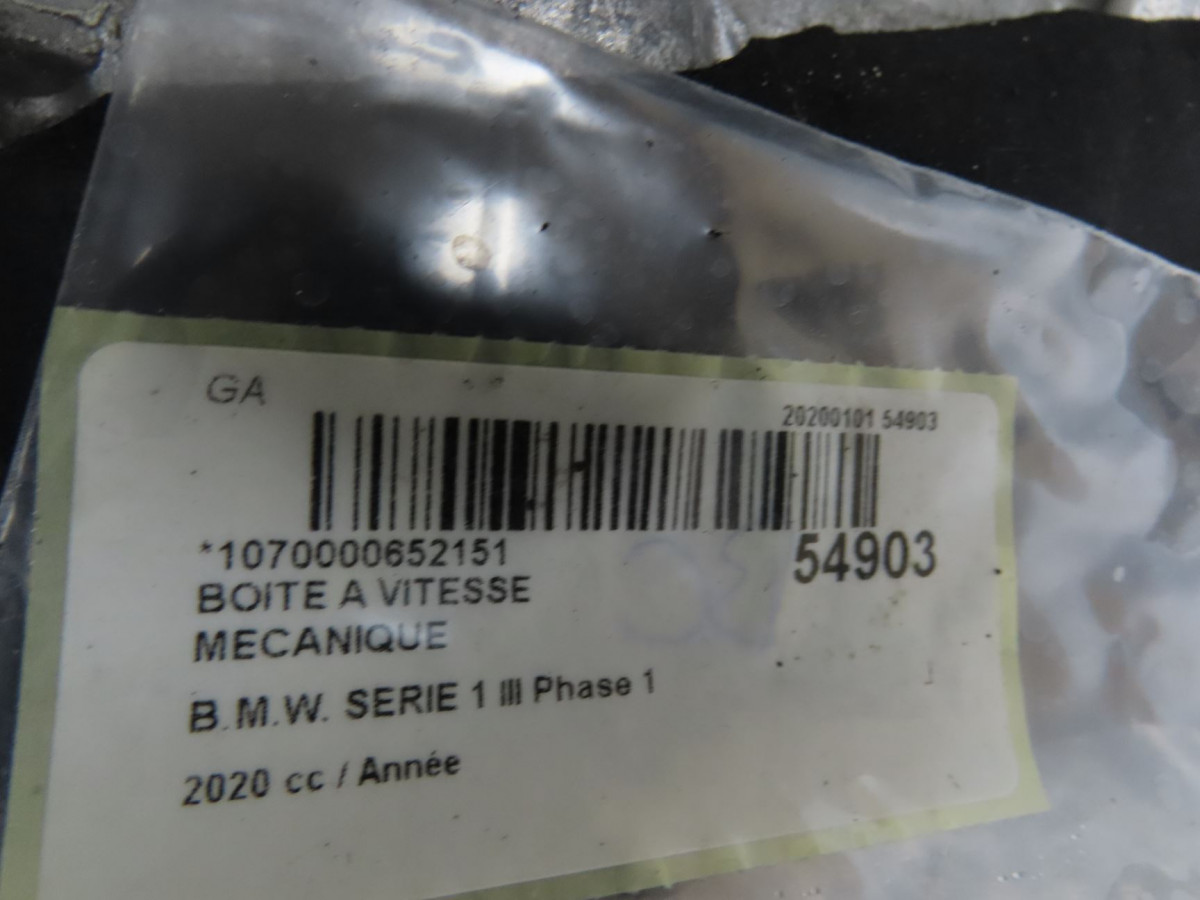 GA
20200101 54903
*1070000652151
54903
BOITE A VITESSE
MECANIQUE
B.M.W. SERIE 1 III Phase 1
2020 cc / Année